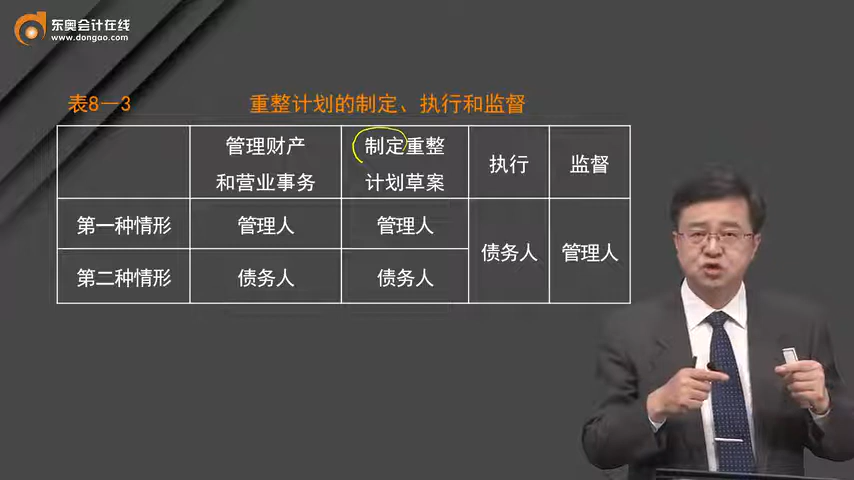 东奥会计在线
www.dongao.com
表8—3 重整计划的制定、执行和监督
管理财产
和营业事务
制定重整
计划草案
执行
监督
第一种情形 管理人 管理人
债务人 管理人
第二种情形 债务人 债务人